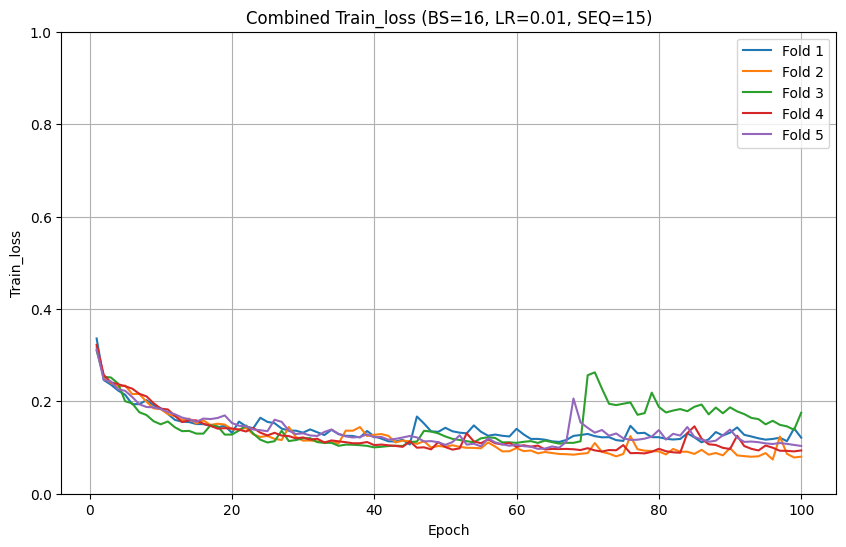 Combined Train_loss (BS=16, LR=0.01, SEQ=15)
1.0
0.8
0.6
0.4
0.2
0.0
Train_loss
Fold 1
Fold 2
Fold 3
Fold 4
Fold 5
0 20 40 60 80 100
Epoch